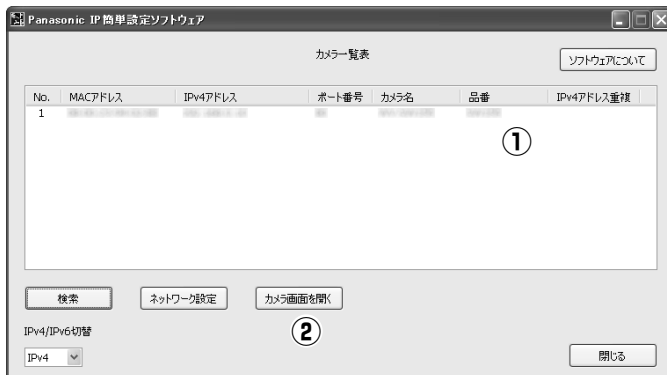 Panasonic IP簡単設定ソフトウェア
カメラ一覧表
ソフトウェアについて
No. MACアドレス IPv4アドレス ポート番号 カメラ名 品番 IPv4アドレス重複
1
①
検索 ネットワーク設定 カメラ画面を開く
②
IPv4/IPv6切替
IPv4 閉じる